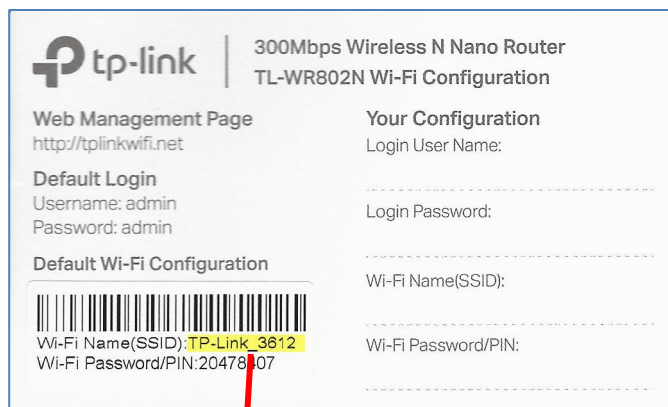 tp-link
300Mbps Wireless N Nano Router
TL-WR802N Wi-Fi Configuration
Web Management Page
http://tplinkwifi.net
Default Login
Username: admin
Password: admin
Default Wi-Fi Configuration
Wi-Fi Name(SSID):TP-Link_3612
Wi-Fi Password/PIN:20478407
Your Configuration
Login User Name:
Login Password:
Wi-Fi Name(SSID):
Wi-Fi Password/PIN: